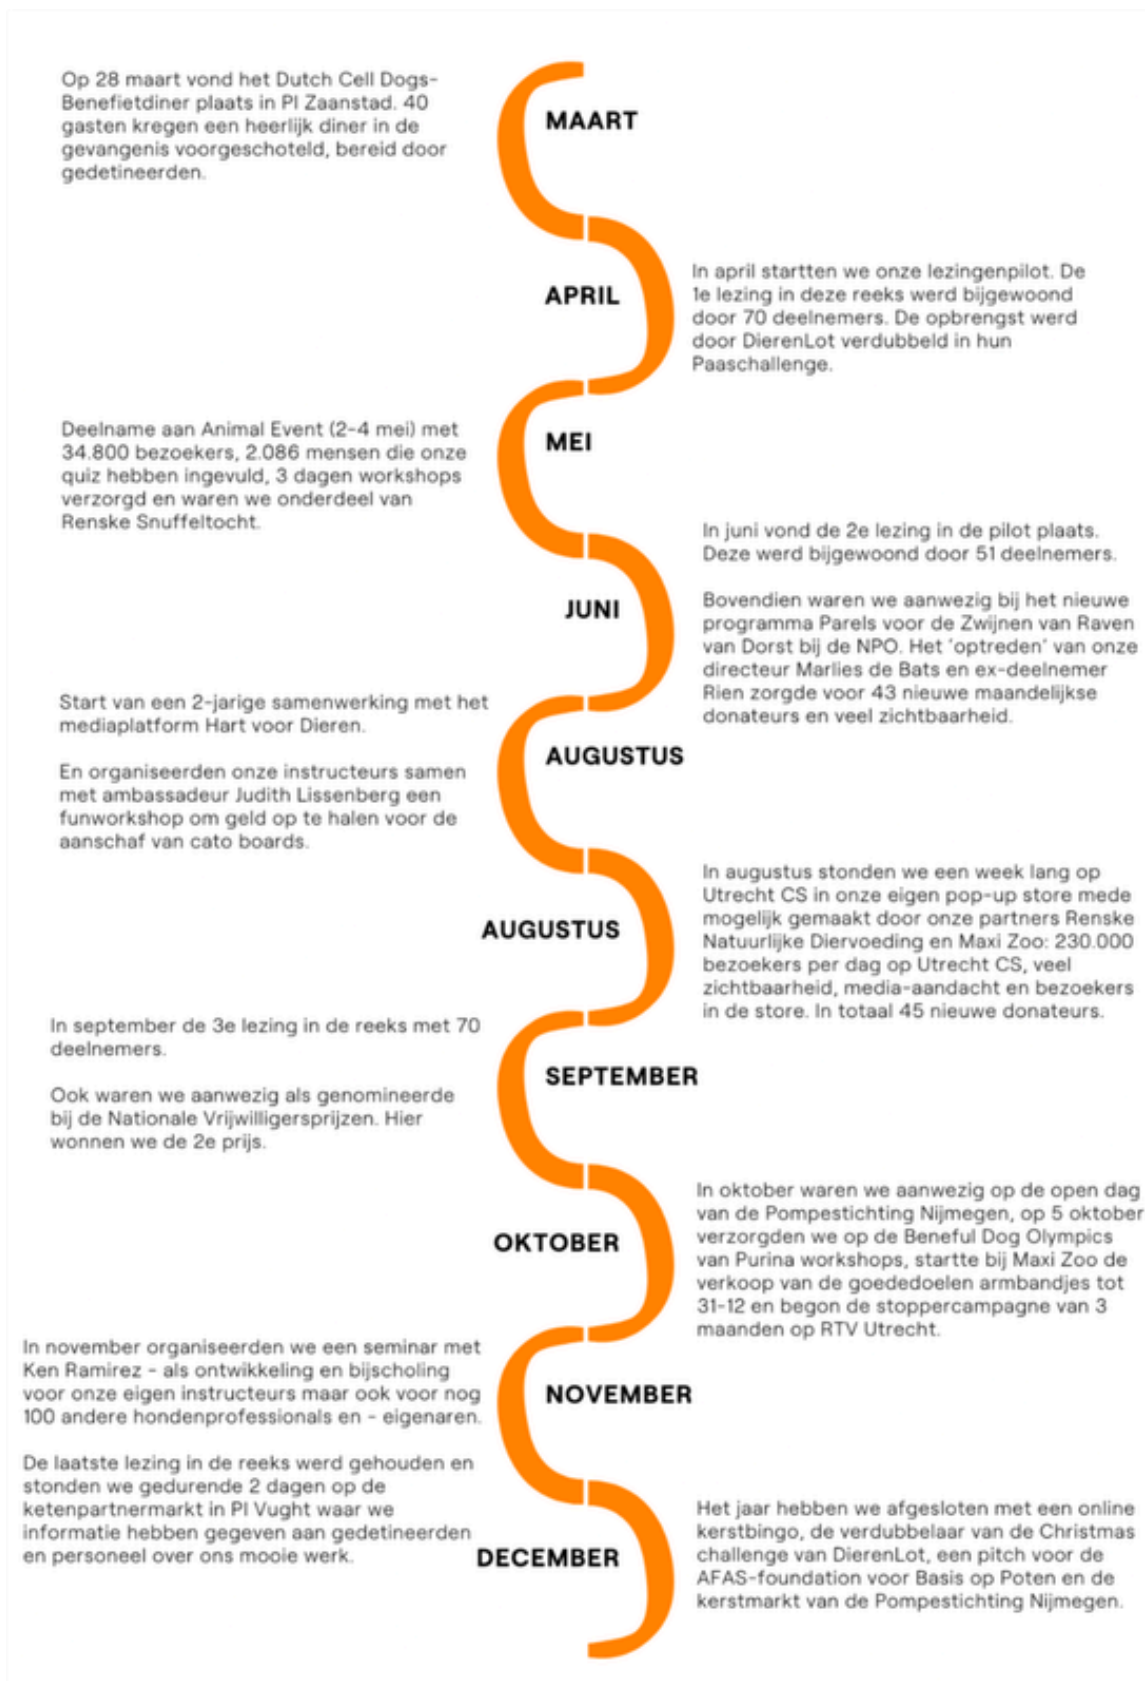 Op 28 maart vond het Dutch Cell Dogs-
Benefietdiner plaats in PI Zaanstad. 40
gasten kregen een heerlijk diner in de
gevangenis voorgeschoteld, bereid door
gedetineerden.
MAART
APRIL
In april startten we onze lezingenpilot. De
1e lezing in deze reeks werd bijgewoond
door 70 deelnemers. De opbrengst werd
door DierenLot verdubbeld in hun
Paaschallenge.
Deelname aan Animal Event (2-4 mei) met
34.800 bezoekers, 2.086 mensen die onze
quiz hebben ingevuld, 3 dagen workshops
verzorgd en waren we onderdeel van
Renske Snuffeltocht.
MEI
JUNI
In juni vond de 2e lezing in de pilot plaats.
Deze werd bijgewoond door 51 deelnemers.
Bovendien waren we aanwezig bij het nieuwe
programma Parels voor de Zwijnen van Raven
van Dorst bij de NPO. Het 'optreden' van onze
directeur Marlies de Bats en ex-deelnemer
Rien zorgde voor 43 nieuwe maandelijkse
donateurs en veel zichtbaarheid.
Start van een 2-jarige samenwerking met het
mediaplatform Hart voor Dieren.
En organiseerden onze instructeurs samen
met ambassadeur Judith Lissenberg een
funworkshop om geld op te halen voor de
aanschaf van cato boards.
AUGUSTUS
AUGUSTUS
In augustus stonden we een week lang op
Utrecht CS in onze eigen pop-up store mede
mogelijk gemaakt door onze partners Renske
Natuurlijke Diervoeding en Maxi Zoo: 230.000
bezoekers per dag op Utrecht CS, veel
zichtbaarheid, media-aandacht en bezoekers
in de store. In totaal 45 nieuwe donateurs.
In september de 3e lezing in de reeks met 70
deelnemers.
Ook waren we aanwezig als genomineerde
bij de Nationale Vrijwilligersprijzen. Hier
wonnen we de 2e prijs.
SEPTEMBER
OKTOBER
In oktober waren we aanwezig op de open dag
van de Pompestichting Nijmegen, op 5 oktober
verzorgden we op de Beneful Dog Olympics
van Purina workshops, startte bij Maxi Zoo de
verkoop van de goededoelen armbandjes tot
31-12 en begon de stoppercampagne van 3
maanden op RTV Utrecht.
In november organiseerden we een seminar met
Ken Ramirez - als ontwikkeling en bijscholing
voor onze eigen instructeurs maar ook voor nog
100 andere hondenprofessionals en - eigenaren.
De laatste lezing in de reeks werd gehouden en
stonden we gedurende 2 dagen op de
ketenpartnermarkt in PI Vught waar we
informatie hebben gegeven aan gedetineerden
en personeel over ons mooie werk.
NOVEMBER
DECEMBER
Het jaar hebben we afgesloten met een online
kerstbingo, de verdubbelaar van de Christmas
challenge van DierenLot, een pitch voor de
AFAS-foundation voor Basis op Poten en de
kerstmarkt van de Pompestichting Nijmegen.